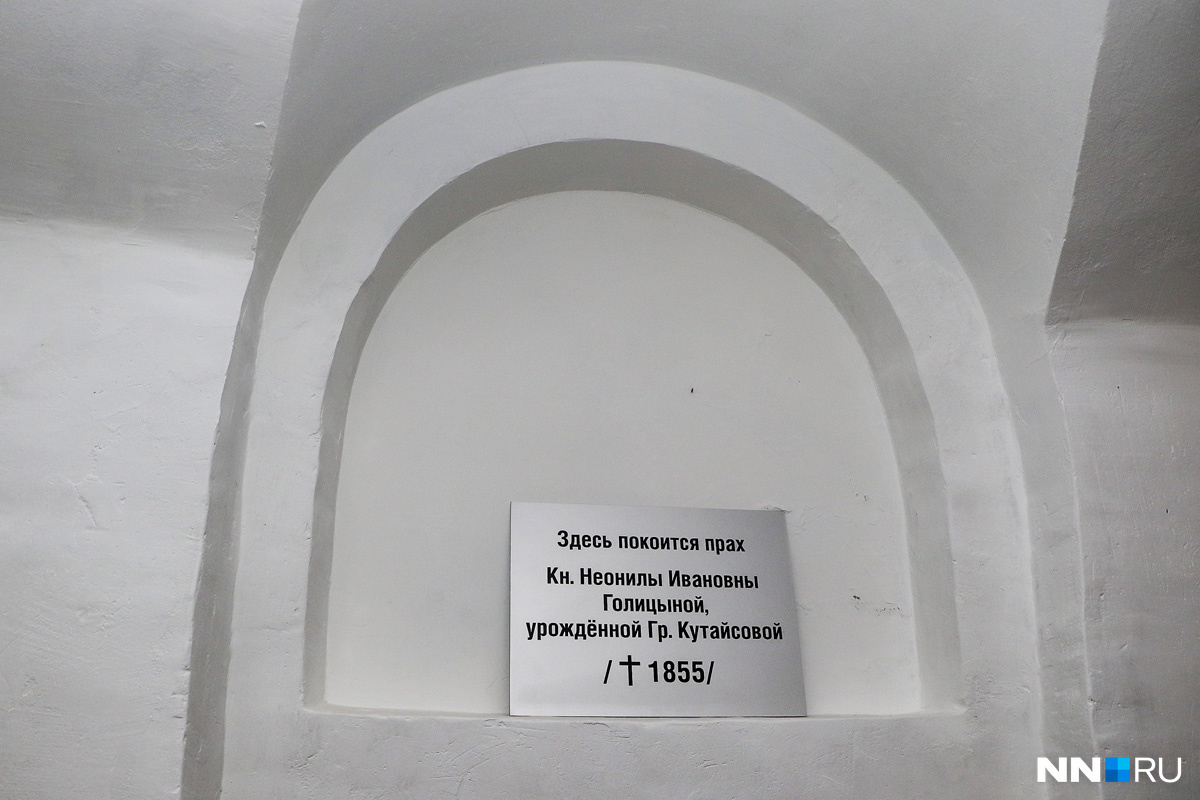 Здесь покоится прах
Кн. Неонилы Ивановны
Голицыной,
урождённой Гр. Кутайсовой
/ † 1855/
NN RU